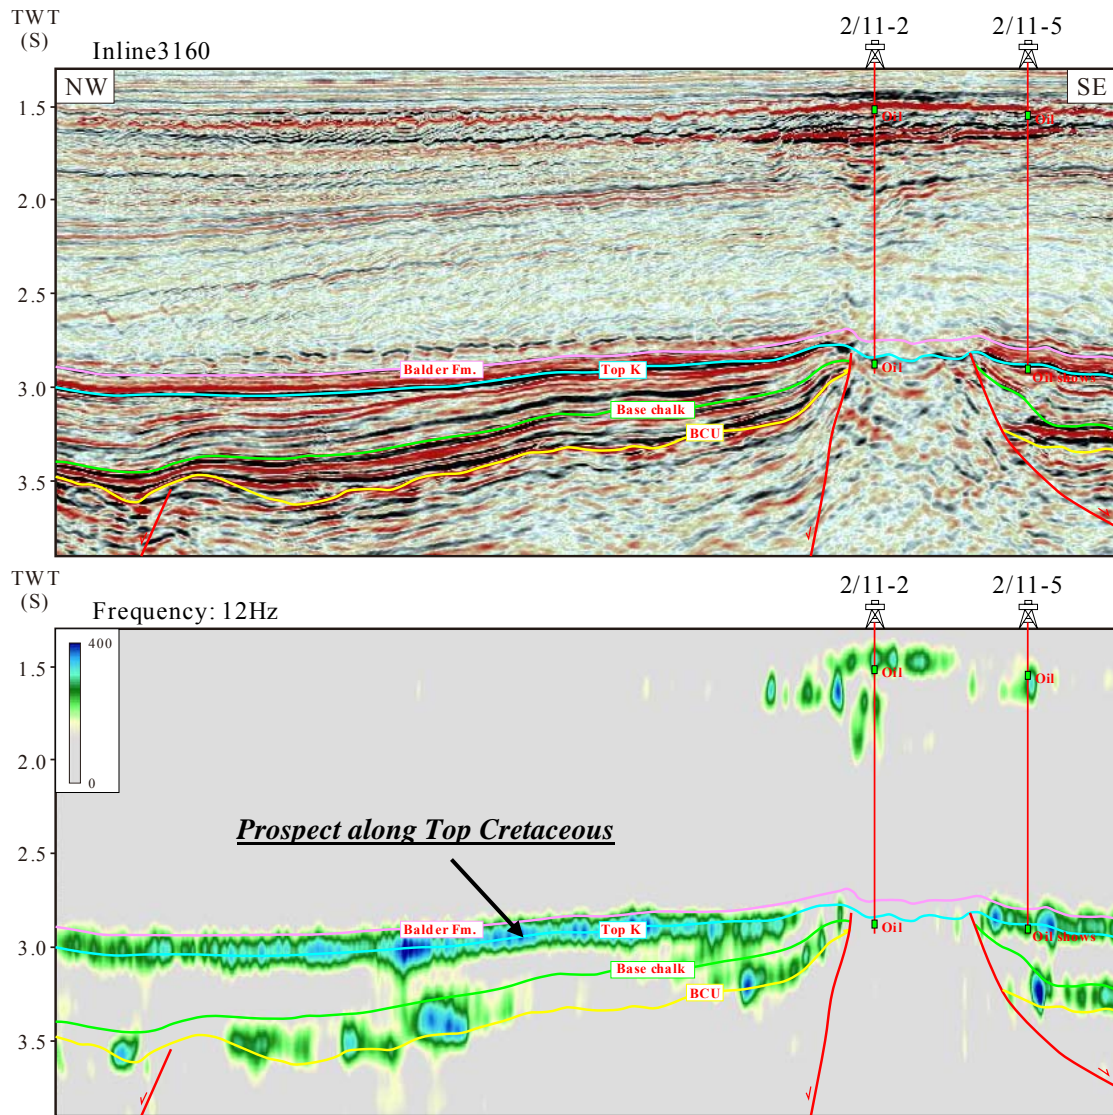 TWT
(S)
Inline3160
2/11-2
2/11-5
NW
SE
1.5
Oil
Oil
2.0
2.5
Balder Fm.
Top K
Oil
Oil shows
3.0
Base chalk
BCU
3.5
TWT
(S)
Frequency: 12Hz
2/11-2
2/11-5
400
0
1.5
Oil
Oil
2.0
Prospect along Top Cretaceous
2.5
Balder Fm.
Top K
Oil
Oil shows
3.0
Base chalk
BCU
3.5